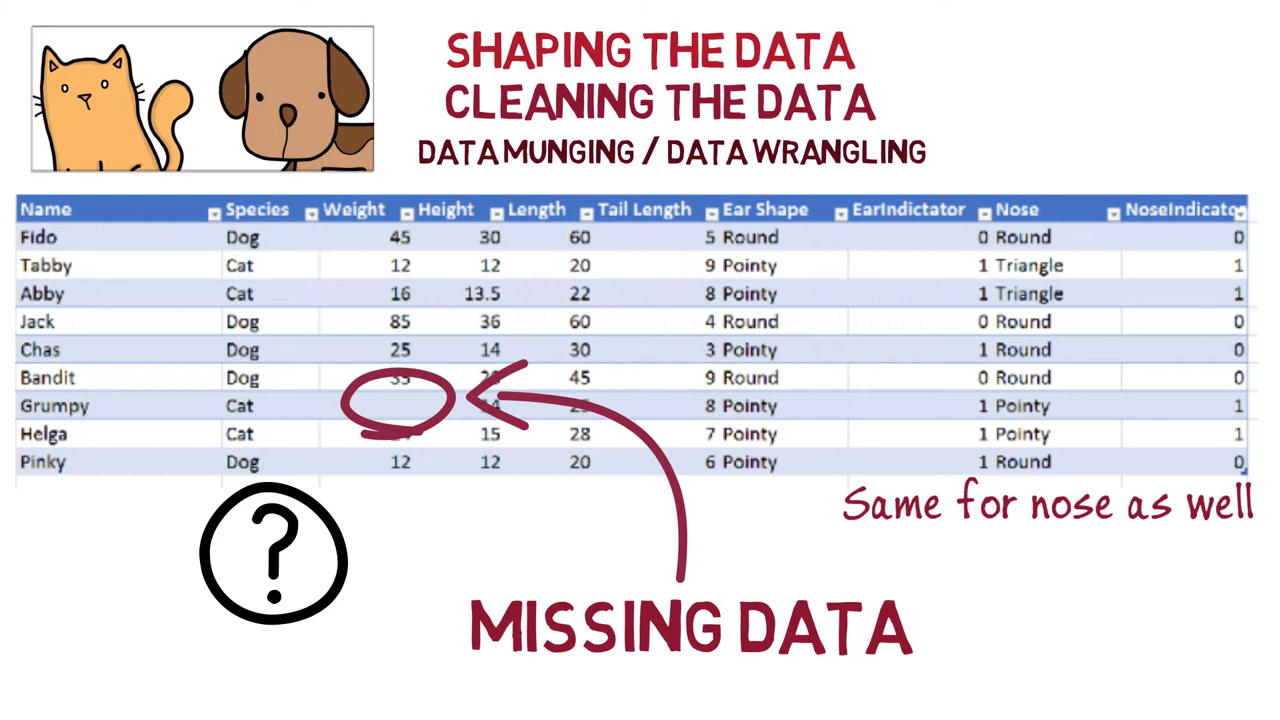 SHAPING THE DATA
CLEANING THE DATA
DATA MUNGING / DATA WRANGLING
Name Species Weight Height Length Tail Length Ear Shape EarIndictator Nose NoseIndicator
Fido Dog 45 30 60 5 Round 0 Round 0
Tabby Cat 12 12 20 9 Pointy 1 Triangle 1
Abby Cat 16 13.5 22 8 Pointy 1 Triangle 1
Jack Dog 85 36 60 4 Round 0 Round 0
Chas Dog 25 14 30 3 Pointy 1 Round 0
Bandit Dog 45 9 Round 0 Round 0
Grumpy Cat 8 Pointy 1 Pointy 1
Helga Cat 15 28 7 Pointy 1 Pointy 1
Pinky Dog 12 12 20 6 Pointy 1 Round 0
Same for nose as well
?
MISSING DATA